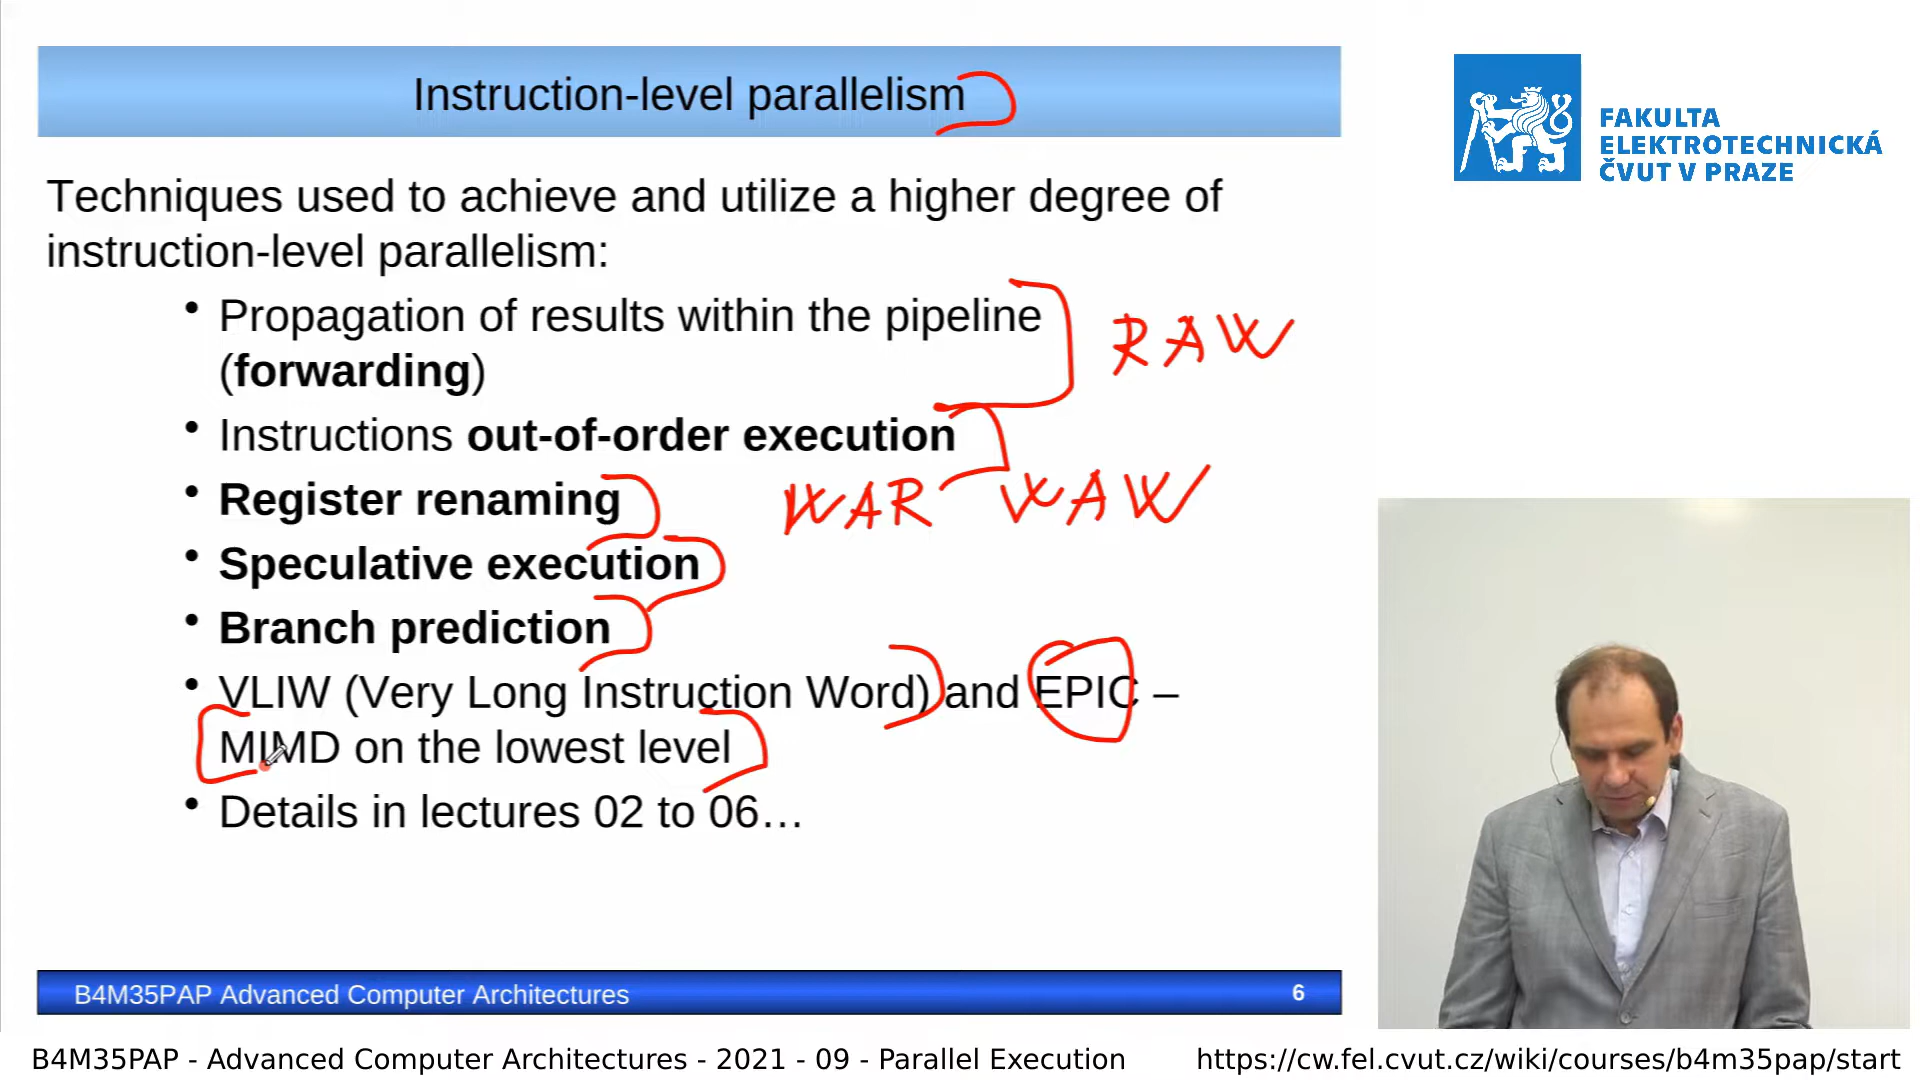 Instruction-level parallelism
FAKULTA
ELEKTROTECHNICKÁ
ČVUT V PRAZE
Techniques used to achieve and utilize a higher degree of
instruction-level parallelism:
• Propagation of results within the pipeline
(forwarding)
RAW
• Instructions out-of-order execution
• Register renaming
WAR WAW
• Speculative execution
• Branch prediction
• VLIW (Very Long Instruction Word) and EPIC –
MIMD on the lowest level
• Details in lectures 02 to 06…
B4M35PAP Advanced Computer Architectures 6
B4M35PAP - Advanced Computer Architectures - 2021 - 09 - Parallel Execution https://cw.fel.cvut.cz/wiki/courses/b4m35pap/start